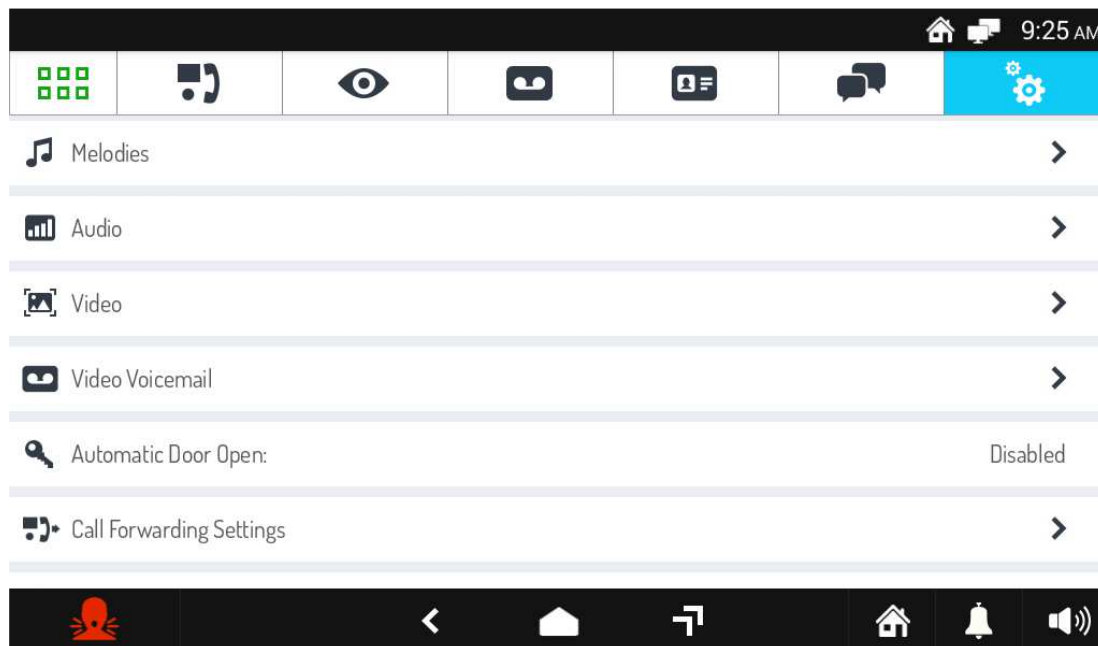 9:25 AM
Melodies
Audio
Video
Video Voicemail
Automatic Door Open: Disabled
Call Forwarding Settings